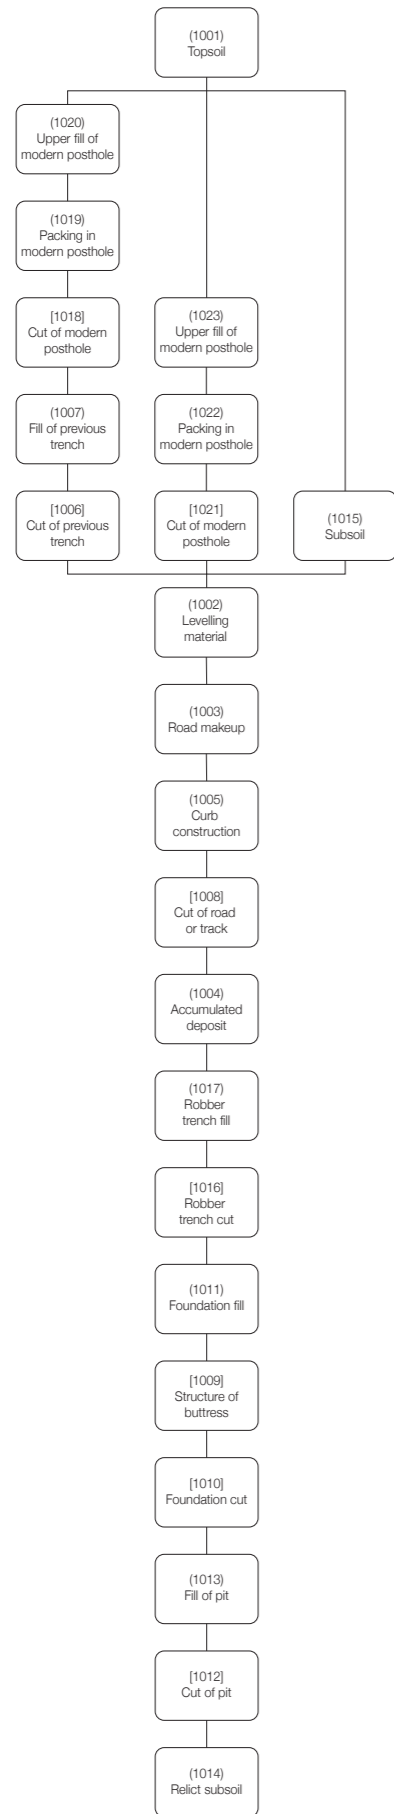 (1001)
Topsoil
(1020)
Upper fill of
modern posthole
(1019)
Packing in
modern posthole
[1018]
Cut of modern
posthole
(1007)
Fill of previous
trench
[1006]
Cut of previous
trench
(1023)
Upper fill of
modern posthole
(1022)
Packing in
modern posthole
[1021]
Cut of modern
posthole
(1015)
Subsoil
(1002)
Levelling
material
(1003)
Road makeup
(1005)
Curb
construction
[1008]
Cut of road
or track
(1004)
Accumulated
deposit
(1017)
Robber
trench fill
[1016]
Robber
trench cut
(1011)
Foundation fill
[1009]
Structure of
buttress
[1010]
Foundation cut
(1013)
Fill of pit
[1012]
Cut of pit
(1014)
Relict subsoil